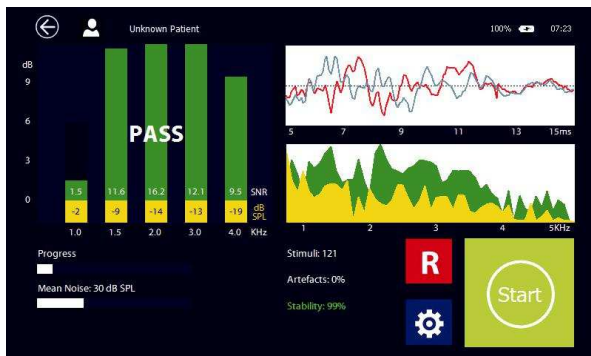 Unknown Patient
100%
07:23
dB
9
6
3
0
PASS
1.5 11.6 16.2 12.1 9.5 SNR
-2 -9 -14 -13 -19 dB SPL
1.0 1.5 2.0 3.0 4.0 KHz
5 7 9 11 13 15ms
1 2 3 4 5KHz
Progress
Mean Noise: 30 dB SPL
Stimuli: 121
Artefacts: 0%
Stability: 99%
R
Start